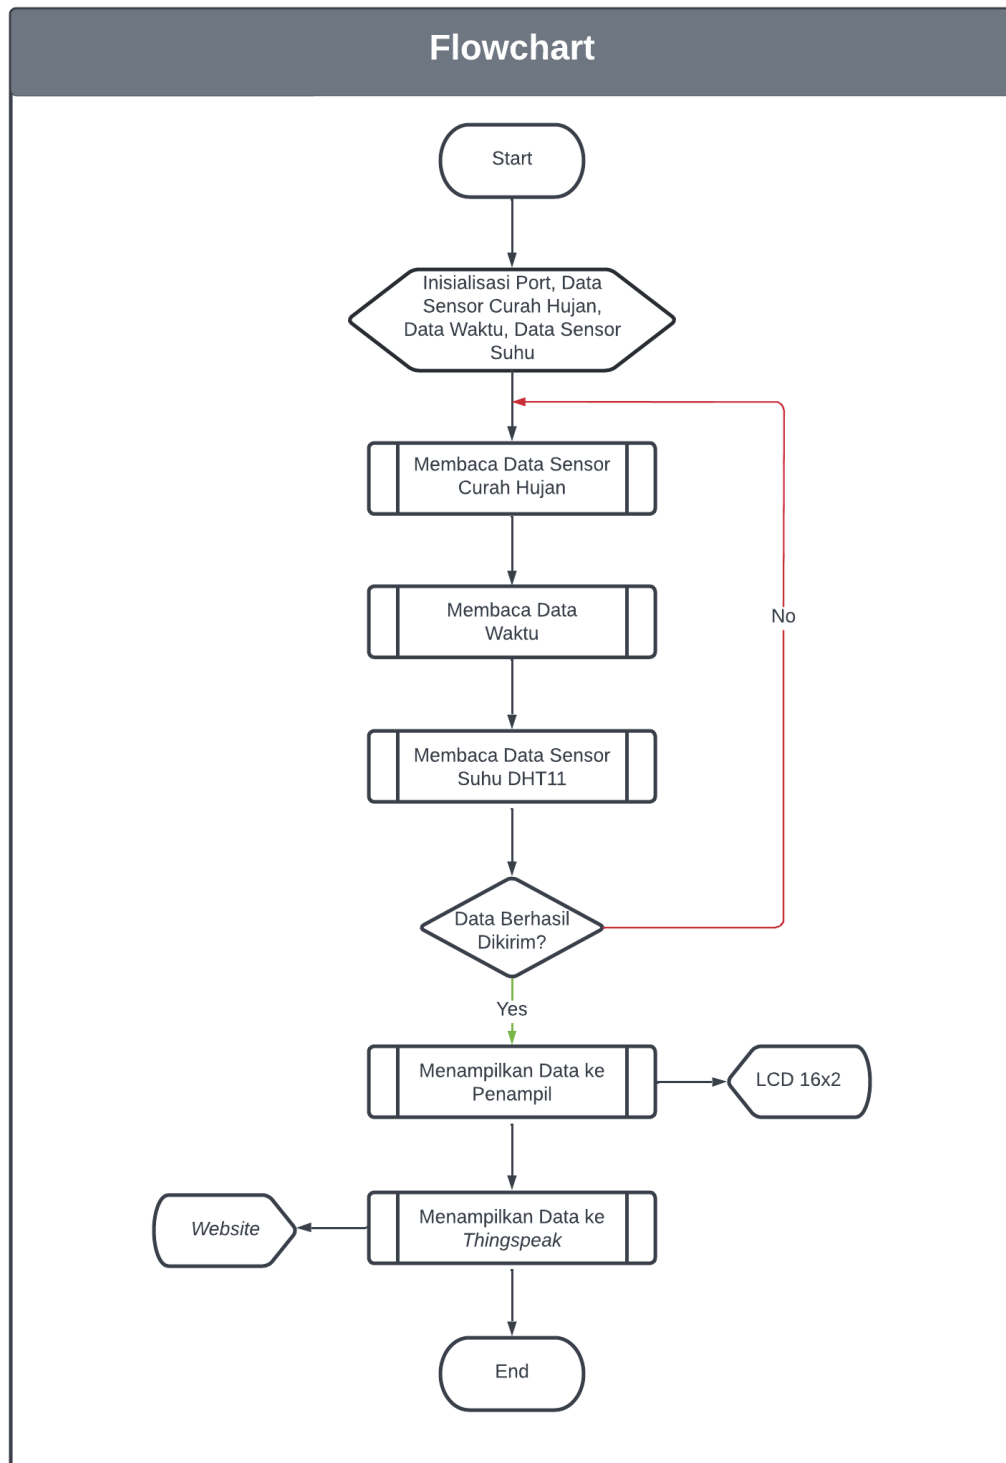 Flowchart
Start
Inisialisasi Port, Data
Sensor Curah Hujan,
Data Waktu, Data Sensor
Suhu
Membaca Data Sensor
Curah Hujan
Membaca Data
Waktu
No
Membaca Data Sensor
Suhu DHT11
Data Berhasil
Dikirim?
Yes
Menampilkan Data ke
Penampil
LCD 16x2
Menampilkan Data ke
Thingspeak
Website
End